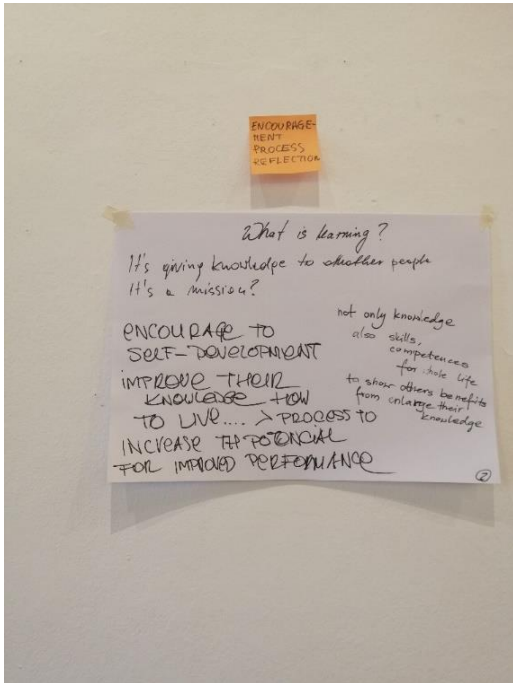 ENCOURAGE-
MENT
PROCESS
REFLECTION
What is learning?
It's giving knowledge to another people
It's a mission?
ENCOURAGE TO
SELF-DEVELOPMENT
IMPROVE THEIR
KNOWLEDGE HOW
TO LIVE.... > PROCESS TO
INCREASE THE POTENCIAL
FOR IMPROVED PERFORMANCE
not only knowledge
also skills,
competences
for hole life
to show others benefits
from enlarge their
knowledge
2